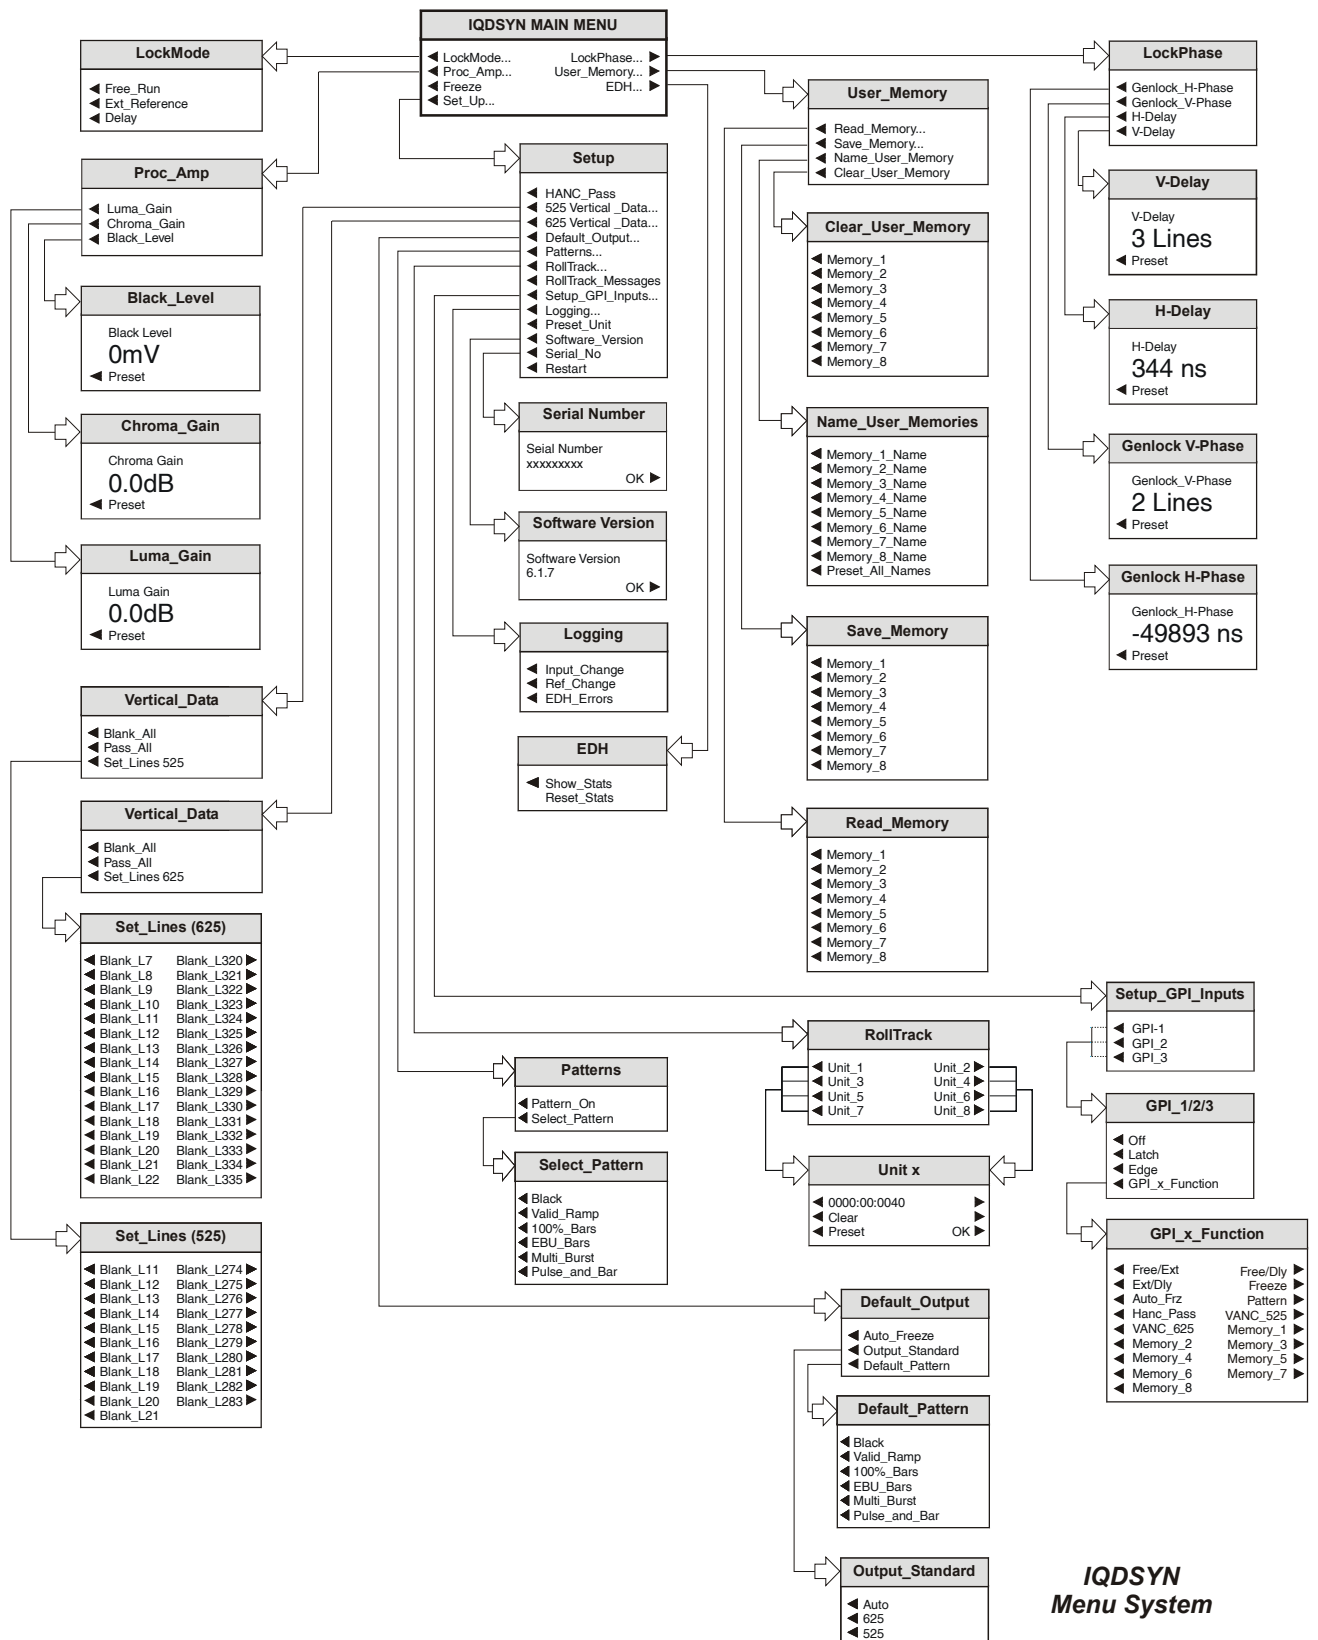 IQDSYN MAIN MENU
LockMode... LockPhase...
Proc_Amp... User_Memory...
Freeze EDH...
Set_Up...
LockMode
Free_Run
Ext_Reference
Delay
Proc_Amp
Luma_Gain
Chroma_Gain
Black_Level
Black_Level
Black Level
0mV
Preset
Chroma_Gain
Chroma Gain
0.0dB
Preset
Luma_Gain
Luma Gain
0.0dB
Preset
Vertical_Data
Blank_All
Pass_All
Set_Lines 525
Vertical_Data
Blank_All
Pass_All
Set_Lines 625
Set_Lines (625)
Blank_L7 Blank_L320
Blank_L8 Blank_L321
Blank_L9 Blank_L322
Blank_L10 Blank_L323
Blank_L11 Blank_L324
Blank_L12 Blank_L325
Blank_L13 Blank_L326
Blank_L14 Blank_L327
Blank_L15 Blank_L328
Blank_L16 Blank_L329
Blank_L17 Blank_L330
Blank_L18 Blank_L331
Blank_L19 Blank_L332
Blank_L20 Blank_L333
Blank_L21 Blank_L334
Blank_L22 Blank_L335
Set_Lines (525)
Blank_L11 Blank_L274
Blank_L12 Blank_L275
Blank_L13 Blank_L276
Blank_L14 Blank_L277
Blank_L15 Blank_L278
Blank_L16 Blank_L279
Blank_L17 Blank_L280
Blank_L18 Blank_L281
Blank_L19 Blank_L282
Blank_L20 Blank_L283
Blank_L21
Setup
HANC_Pass
525 Vertical _Data...
625 Vertical _Data...
Default_Output...
Patterns...
RollTrack...
RollTrack_Messages
Setup_GPI_Inputs...
Logging...
Preset_Unit
Software_Version
Serial_No
Restart
Serial Number
Seial Number
xxxxxxxxx
OK
Software Version
Software Version
6.1.7
OK
Logging
Input_Change
Ref_Change
EDH_Errors
EDH
Show_Stats
Reset_Stats
Patterns
Pattern_On
Select_Pattern
Select_Pattern
Black
Valid_Ramp
100%_Bars
EBU_Bars
Multi_Burst
Pulse_and_Bar
User_Memory
Read_Memory...
Save_Memory...
Name_User_Memory
Clear_User_Memory
Clear_User_Memory
Memory_1
Memory_2
Memory_3
Memory_4
Memory_5
Memory_6
Memory_7
Memory_8
Name_User_Memories
Memory_1_Name
Memory_2_Name
Memory_3_Name
Memory_4_Name
Memory_5_Name
Memory_6_Name
Memory_7_Name
Memory_8_Name
Preset_All_Names
Save_Memory
Memory_1
Memory_2
Memory_3
Memory_4
Memory_5
Memory_6
Memory_7
Memory_8
Read_Memory
Memory_1
Memory_2
Memory_3
Memory_4
Memory_5
Memory_6
Memory_7
Memory_8
RollTrack
Unit_1 Unit_2
Unit_3 Unit_4
Unit_5 Unit_6
Unit_7 Unit_8
Unit x
0000:00:0040
Clear
Preset OK
Default_Output
Auto_Freeze
Output_Standard
Default_Pattern
Default_Pattern
Black
Valid_Ramp
100%_Bars
EBU_Bars
Multi_Burst
Pulse_and_Bar
Output_Standard
Auto
625
525
LockPhase
Genlock_H-Phase
Genlock_V-Phase
H-Delay
V-Delay
V-Delay
V-Delay
3 Lines
Preset
H-Delay
H-Delay
344 ns
Preset
Genlock V-Phase
Genlock_V-Phase
2 Lines
Preset
Genlock H-Phase
Genlock_H-Phase
-49893 ns
Preset
Setup_GPI_Inputs
GPI-1
GPI_2
GPI_3
GPI_1/2/3
Off
Latch
Edge
GPI_x_Function
GPI_x_Function
Free/Ext Free/Dly
Ext/Dly Freeze
Auto_Frz Pattern
Hanc_Pass VANC_525
VANC_625 Memory_1
Memory_2 Memory_3
Memory_4 Memory_5
Memory_6 Memory_7
Memory_8
IQDSYN
Menu System